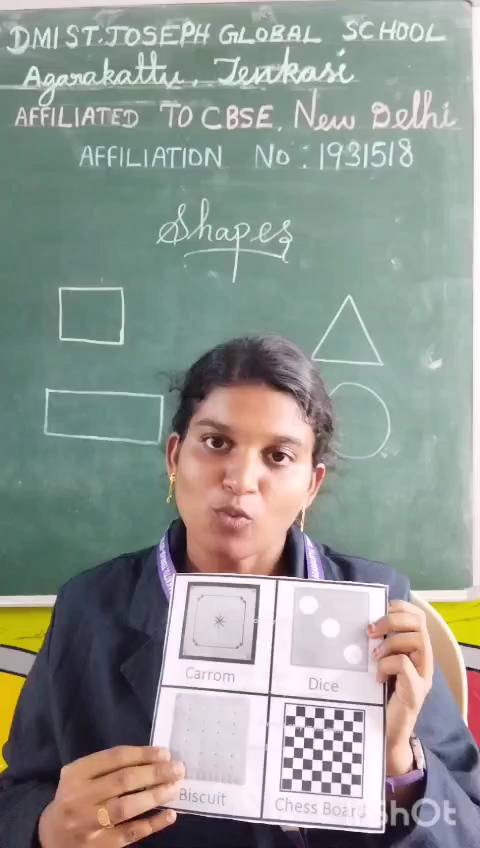 DMI ST. JOSEPH GLOBAL SCHOOL
Agarakattu, Tenkasi
AFFILIATED TO CBSE, New Delhi
AFFILIATION No : 1931518
Shapes
Carrom
Dice
Biscuit
Chess Board